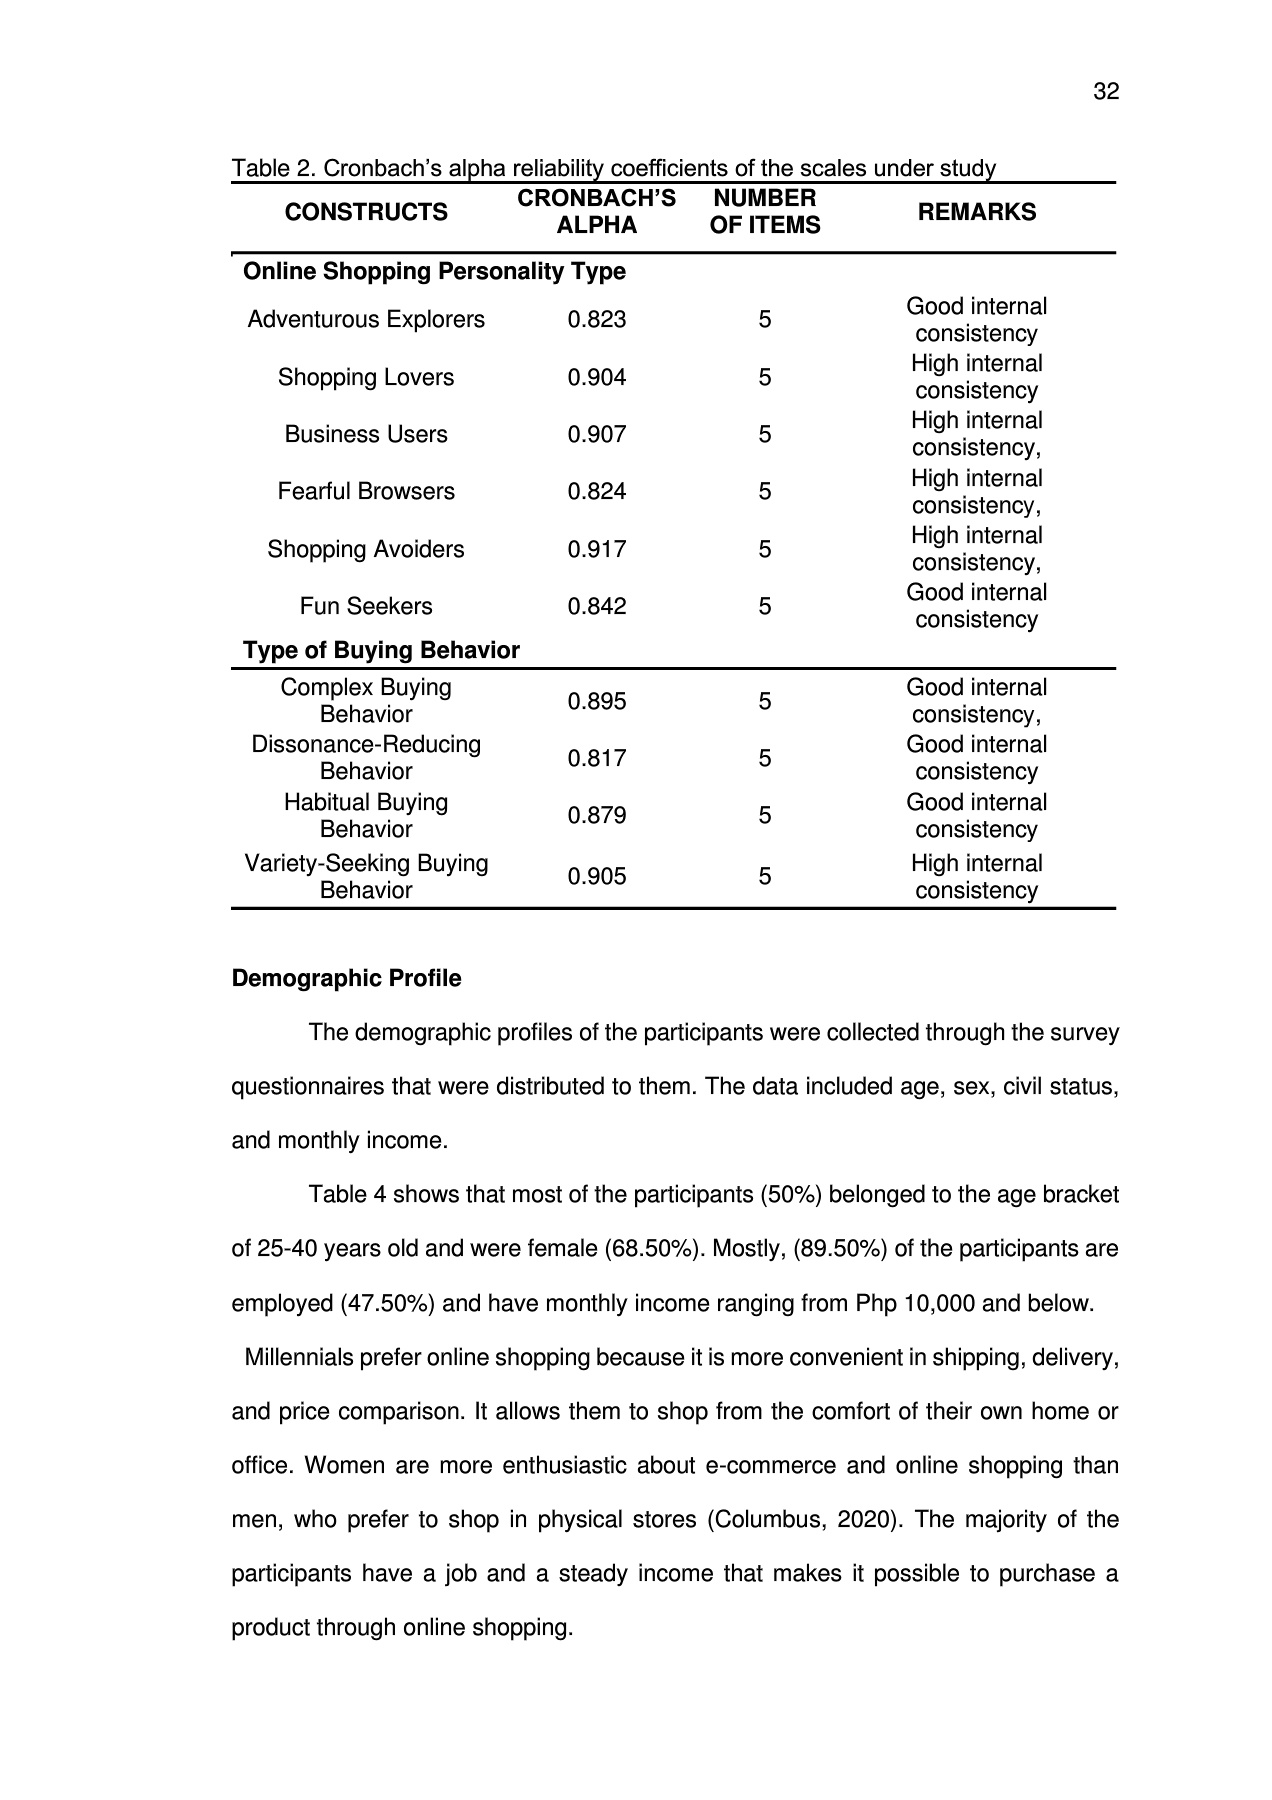 32
Table 2. Cronbach’s alpha reliability coefficients of the scales under study
CONSTRUCTS
CRONBACH’S
ALPHA
NUMBER
OF ITEMS
REMARKS
Online Shopping Personality Type
Adventurous Explorers
0.823
5
Good internal
consistency
Shopping Lovers
0.904
5
High internal
consistency
Business Users
0.907
5
High internal
consistency,
Fearful Browsers
0.824
5
High internal
consistency,
Shopping Avoiders
0.917
5
High internal
consistency,
Fun Seekers
0.842
5
Good internal
consistency
Type of Buying Behavior
Complex Buying
Behavior
0.895
5
Good internal
consistency,
Dissonance-Reducing
Behavior
0.817
5
Good internal
consistency
Habitual Buying
Behavior
0.879
5
Good internal
consistency
Variety-Seeking Buying
Behavior
0.905
5
High internal
consistency
Demographic Profile
The demographic profiles of the participants were collected through the survey
questionnaires that were distributed to them. The data included age, sex, civil status,
and monthly income.
Table 4 shows that most of the participants (50%) belonged to the age bracket
of 25-40 years old and were female (68.50%). Mostly, (89.50%) of the participants are
employed (47.50%) and have monthly income ranging from Php 10,000 and below.
Millennials prefer online shopping because it is more convenient in shipping, delivery,
and price comparison. It allows them to shop from the comfort of their own home or
office. Women are more enthusiastic about e-commerce and online shopping than
men, who prefer to shop in physical stores (Columbus, 2020). The majority of the
participants have a job and a steady income that makes it possible to purchase a
product through online shopping.